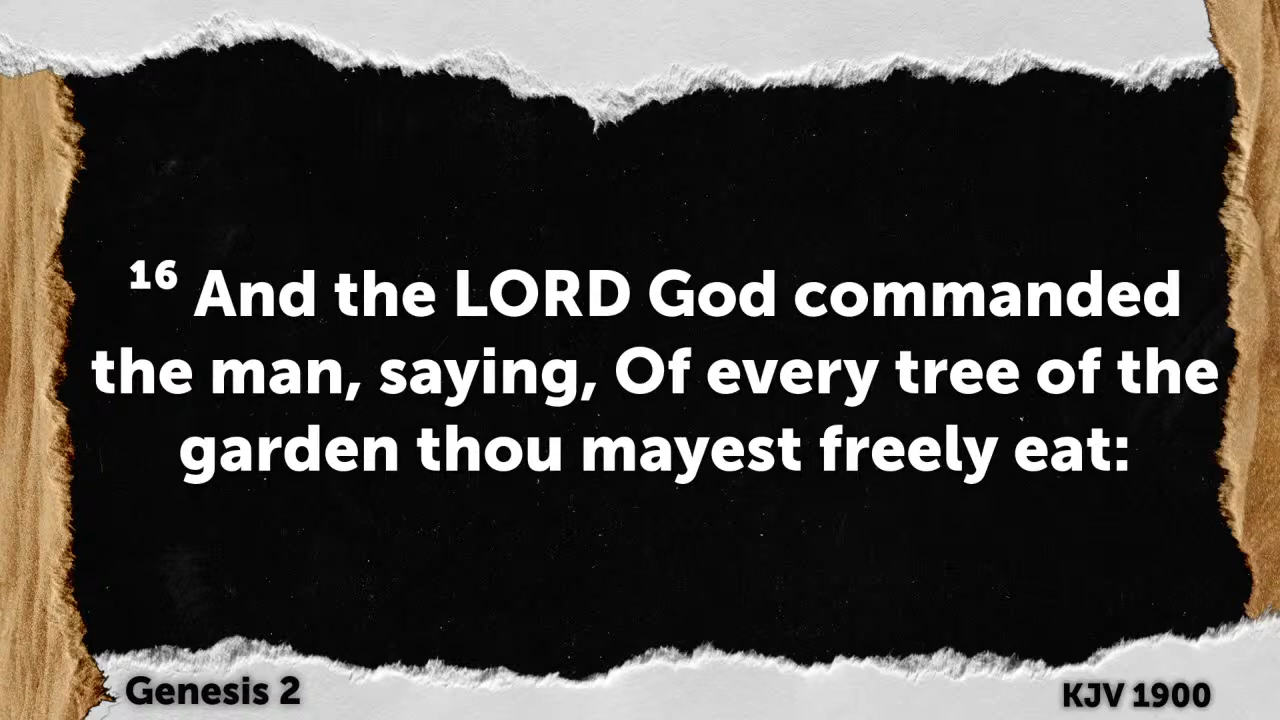 16 And the LORD God commanded
the man, saying, Of every tree of the
garden thou mayest freely eat:
Genesis 2
KJV 1900